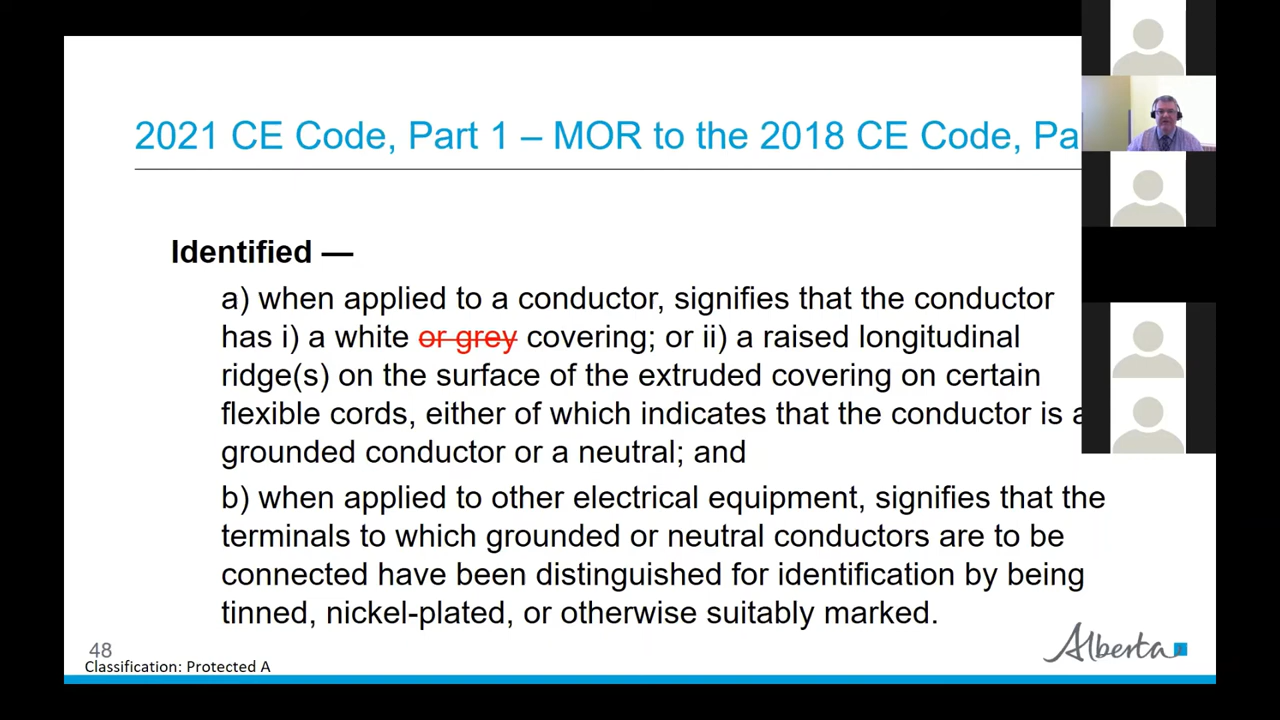 2021 CE Code, Part 1 – MOR to the 2018 CE Code, Pa
Identified —
a) when applied to a conductor, signifies that the conductor
has i) a white or grey covering; or ii) a raised longitudinal
ridge(s) on the surface of the extruded covering on certain
flexible cords, either of which indicates that the conductor is a
grounded conductor or a neutral; and
b) when applied to other electrical equipment, signifies that the
terminals to which grounded or neutral conductors are to be
connected have been distinguished for identification by being
tinned, nickel-plated, or otherwise suitably marked.
48
Classification: Protected A
Alberta